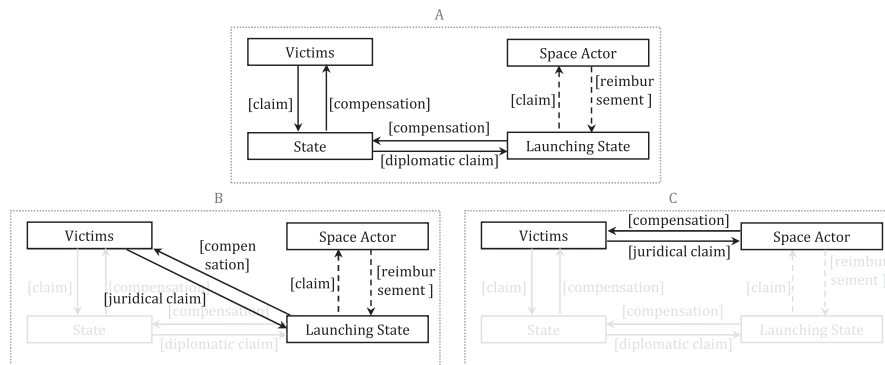 A
Victims
Space Actor
[claim]
[compensation]
[claim]
[reimbur
sement ]
[compensation]
State
Launching State
[diplomatic claim]
B
Victims
Space Actor
[compen
sation]
[claim]
[reimbur
sement ]
[claim]
[compensation]
[juridical claim]
[compensation]
State
Launching State
[diplomatic claim]
C
Victims
[compensation]
Space Actor
[juridical claim]
[claim]
[compensation]
[claim]
[reimbur
sement ]
[compensation]
State
Launching State
[diplomatic claim]